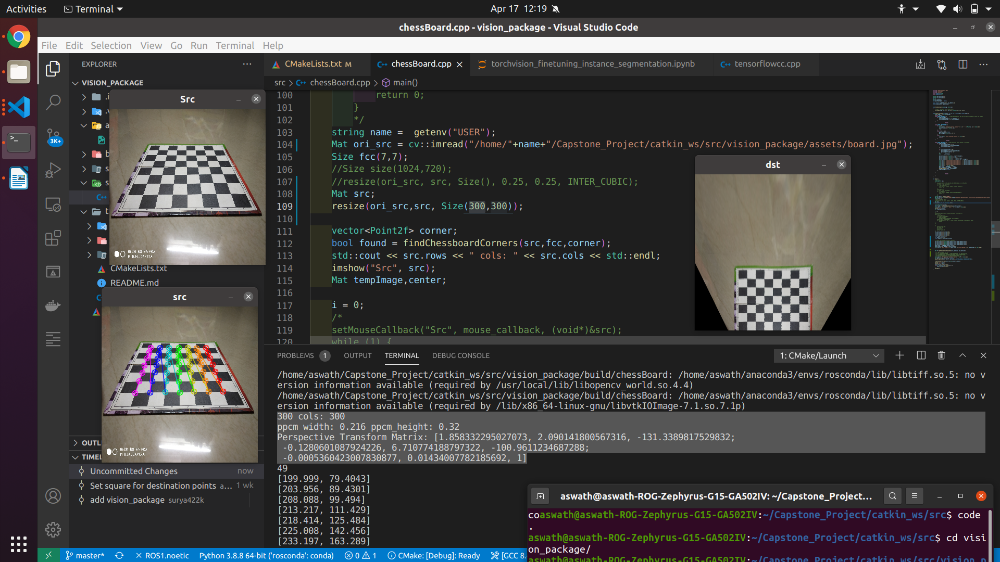 Activities
Terminal
Apr 17 12:19
chessBoard.cpp - vision_package - Visual Studio Code
File Edit Selection View Go Run Terminal Help
EXPLORER
CMakeLists.txt M
chessBoard.cpp
torchvision_finetuning_instance_segmentation.ipynb
tensorflowcc.cpp
src > chessBoard.cpp > main()
VISION_PACKAGE
Src
REDMI NOTE 5 PRO
MI DUAL CAMERA
3K+
CMakeLists.txt
README.md
src
REDMI NOTE 5 PRO
MI DUAL CAMERA
OUTL
TIMEL
Uncommitted Changes now
Set square for destination points a... 1 wk
add vision_package surya422k
100 return 0;
101 }
102 */
103 string name = getenv("USER");
104 Mat ori_src = cv::imread("/home/"+name+"/Capstone_Project/catkin_ws/src/vision_package/assets/board.jpg");
105 Size fcc(7,7);
106 //Size size(1024,720);
107 //resize(ori_src, src, Size(), 0.25, 0.25, INTER_CUBIC);
108 Mat src;
109 resize(ori_src,src, Size(300,300));
110
111 vector<Point2f> corner;
112 bool found = findChessboardCorners(src,fcc,corner);
113 std::cout << src.rows << " cols: " << src.cols << std::endl;
114 imshow("Src", src);
115 Mat tempImage,center;
116
117 i = 0;
118 /*
119 setMouseCallback("Src", mouse_callback, (void*)&src);
120 while (1) {
dst
PROBLEMS 1 OUTPUT TERMINAL DEBUG CONSOLE
1: CMake/Launch
/home/aswath/Capstone_Project/catkin_ws/src/vision_package/build/chessBoard: /home/aswath/anaconda3/envs/rosconda/lib/libtiff.so.5: no v
ersion information available (required by /usr/local/lib/libopencv_world.so.4.4)
/home/aswath/Capstone_Project/catkin_ws/src/vision_package/build/chessBoard: /home/aswath/anaconda3/envs/rosconda/lib/libtiff.so.5: no v
ersion information available (required by /lib/x86_64-linux-gnu/libvtkIOImage-7.1.so.7.1p)
300 cols: 300
ppcm width: 0.216 ppcm_height: 0.32
Perspective Transform Matrix: [1.858332295027073, 2.090141800567316, -131.3389817529832;
-0.1280601087924226, 6.710774188797322, -100.9611234687288;
-0.0005360423007830877, 0.01434007782185692, 1]
49
[199.999, 79.4043]
[203.956, 89.4301]
[208.088, 99.494]
[213.217, 111.429]
[218.414, 125.484]
[225.008, 142.456]
[233.197, 163.289]
aswath@aswath-ROG-Zephyrus-G15-GA502IV: ~/Capstone_Project...
coaswath@aswath-ROG-Zephyrus-G15-GA502IV:~/Capstone_Project/catkin_ws/src$ code
.
aswath@aswath-ROG-Zephyrus-G15-GA502IV:~/Capstone_Project/catkin_ws/src$ cd visi
on_package/
aswath@aswath-ROG-Zephyrus-G15-GA502IV:~/Capstone_Project/catkin_ws/src/vision_p
master* ROS1.noetic Python 3.8.8 64-bit ('rosconda': conda) 0 1 CMake: [Debug]: Ready [GCC 8.